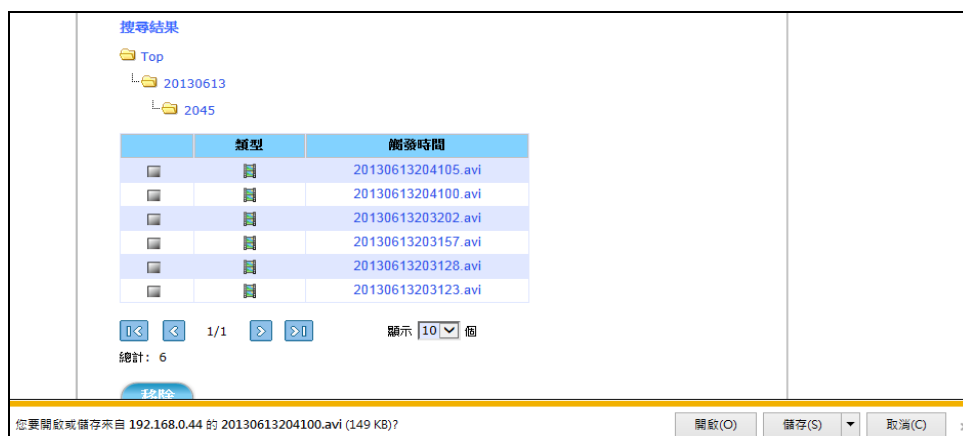 搜尋結果
Top
20130613
2045
類型 觸發時間
20130613204105.avi
20130613204100.avi
20130613203202.avi
20130613203157.avi
20130613203128.avi
20130613203123.avi
1/1 顯示 10 個
總計: 6
移除
您要開啟或儲存來自 192.168.0.44 的 20130613204100.avi (149 KB)? 開啟(O) 儲存(S) 取消(C)